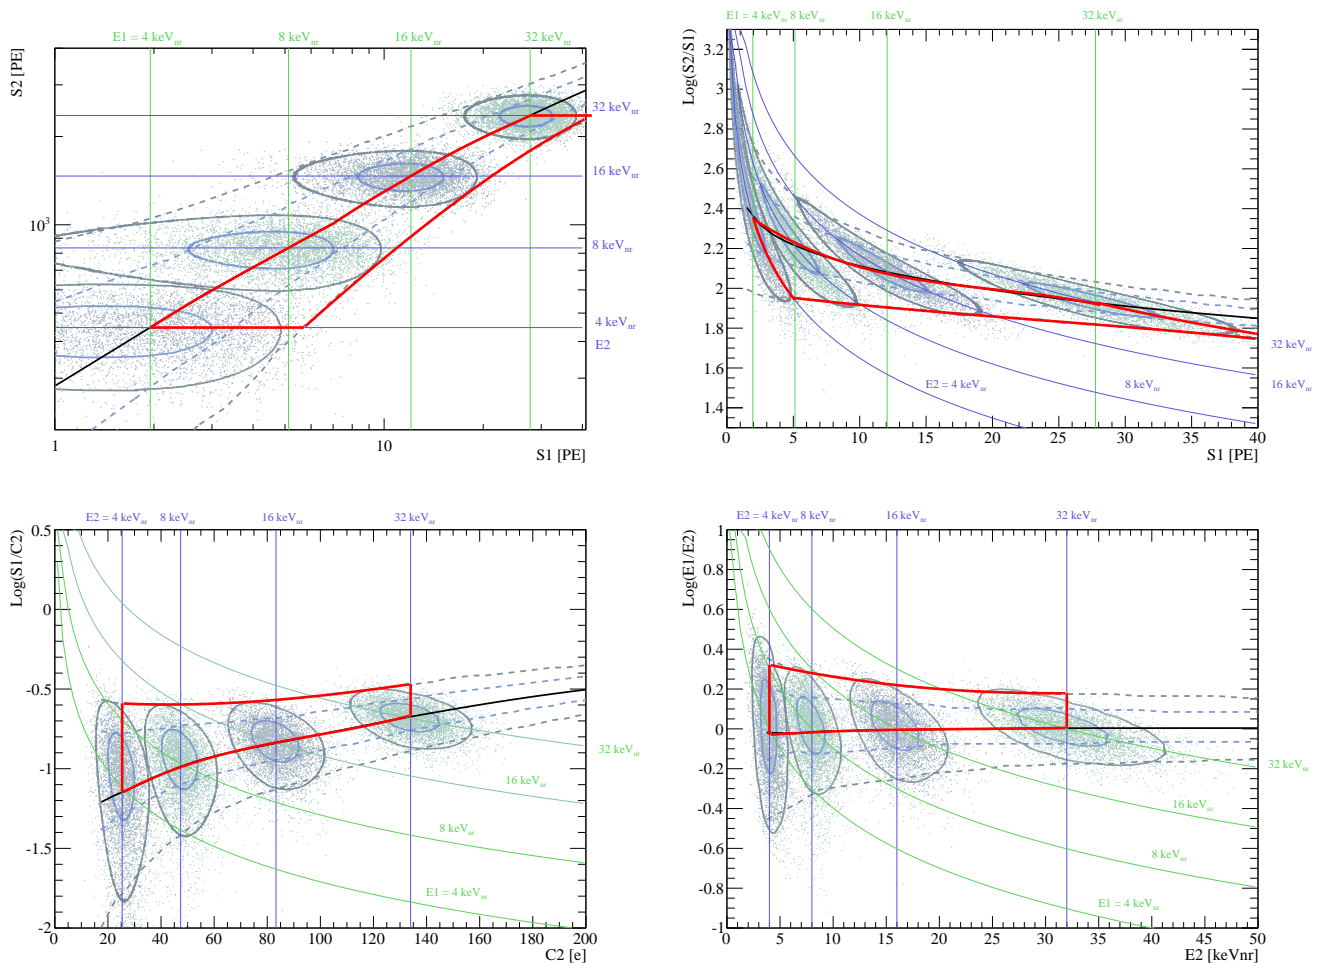 E1 = 4 keVnr 8 keVnr 16 keVnr 32 keVnr
S2 [PE]
10³
32 keVnr
16 keVnr
8 keVnr
4 keVnr
E2
1 10
S1 [PE]
E1 = 4 keVnr 8 keVnr 16 keVnr 32 keVnr
Log(S2/S1)
3.2
3
2.8
2.6
2.4
2.2
2
1.8
1.6
1.4
32 keVnr
16 keVnr
E2 = 4 keVnr 8 keVnr
0 5 10 15 20 25 30 35 40
S1 [PE]
E2 = 4 keVnr 8 keVnr 16 keVnr 32 keVnr
Log(S1/C2)
0.5
0
-0.5
-1
-1.5
-2
32 keVnr
16 keVnr
8 keVnr
E1 = 4 keVnr
0 20 40 60 80 100 120 140 160 180 200
C2 [e]
E2 = 4 keVnr 8 keVnr 16 keVnr 32 keVnr
Log(E1/E2)
1
0.8
0.6
0.4
0.2
0
-0.2
-0.4
-0.6
-0.8
-1
32 keVnr
16 keVnr
8 keVnr
E1 = 4 keVnr
0 5 10 15 20 25 30 35 40 45 50
E2 [keVnr]